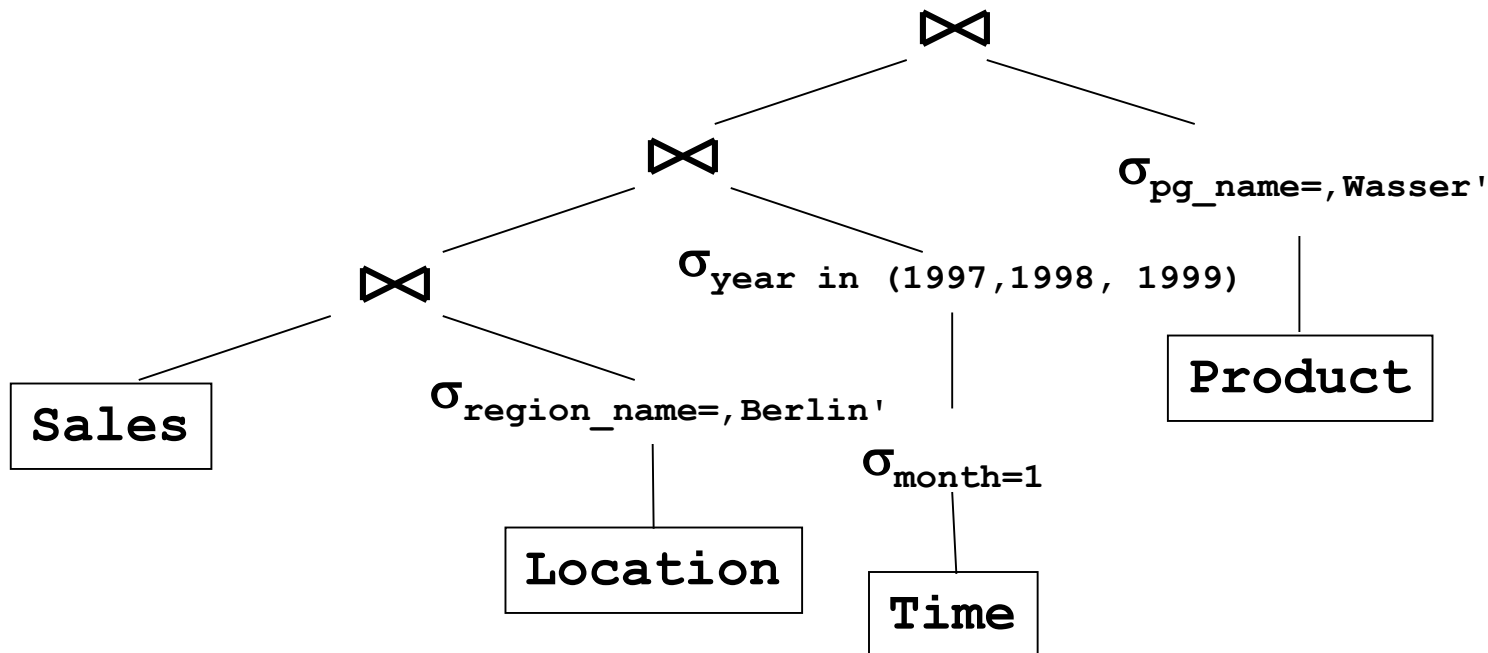 ⋈
⋈
σpg_name=‚Wasser'
⋈
σyear in (1997,1998, 1999)
Sales
σregion_name=‚Berlin'
Product
σmonth=1
Location
Time